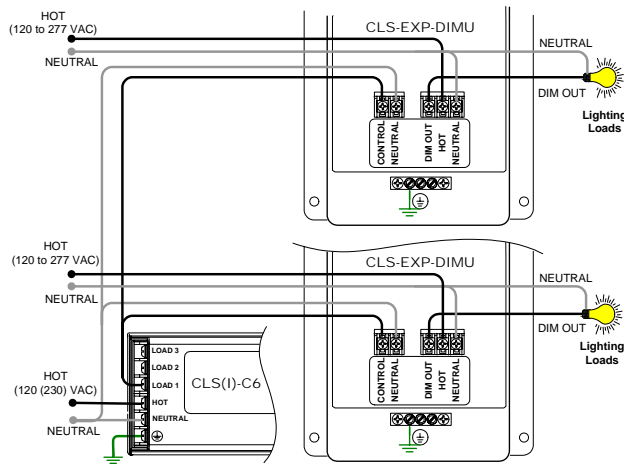 HOT
(120 to 277 VAC)
NEUTRAL
CLS-EXP-DIMU
NEUTRAL
DIM OUT
Lighting
Loads
CONTROL
NEUTRAL
DIM OUT
HOT
NEUTRAL
HOT
(120 to 277 VAC)
NEUTRAL
CLS-EXP-DIMU
NEUTRAL
DIM OUT
Lighting
Loads
CONTROL
NEUTRAL
DIM OUT
HOT
NEUTRAL
HOT
(120 (230) VAC)
NEUTRAL
LOAD 3
LOAD 2
LOAD 1
HOT
NEUTRAL
CLS(I)-C6